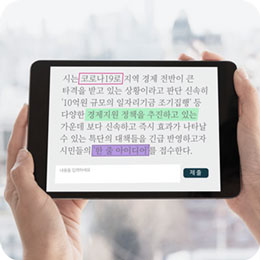 시는 코로나19로 지역 경제 전반이 큰
타격을 받고 있는 상황이라고 판단 신속히
'10억원 규모의 일자리기금 조기집행' 등
다양한 경제지원 정책을 추진하고 있는
가운데 보다 신속하고 즉시 효과가 나타날
수 있는 특단의 대책들을 긴급 반영하고자
시민들의 '한 줄 아이디어'를 접수한다.
내용을 입력하세요
제 출